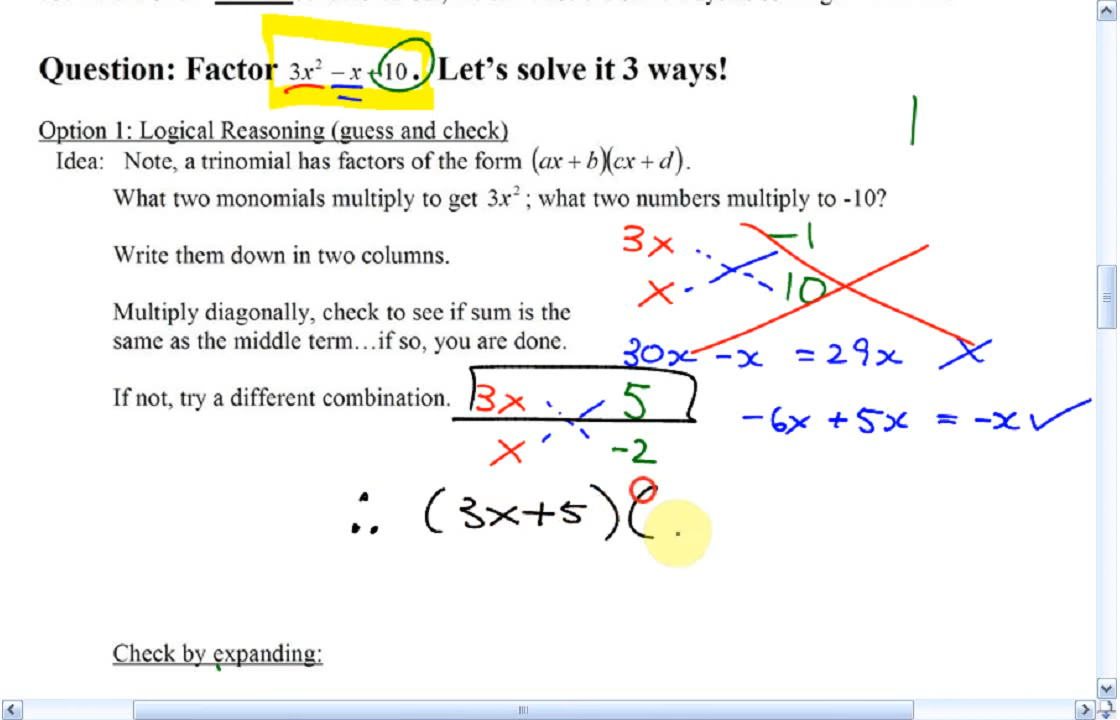 Question: Factor 3x² – x – 10. Let's solve it 3 ways!
Option 1: Logical Reasoning (guess and check)
Idea: Note, a trinomial has factors of the form (ax + b)(cx + d).
What two monomials multiply to get 3x² ; what two numbers multiply to -10?
3x –1
Write them down in two columns.
x 10
Multiply diagonally, check to see if sum is the
same as the middle term…if so, you are done.
30x – x = 29x
If not, try a different combination.
3x 5
-6x + 5x = -x ✓
x -2
∴ (3x+5)(
Check by expanding: